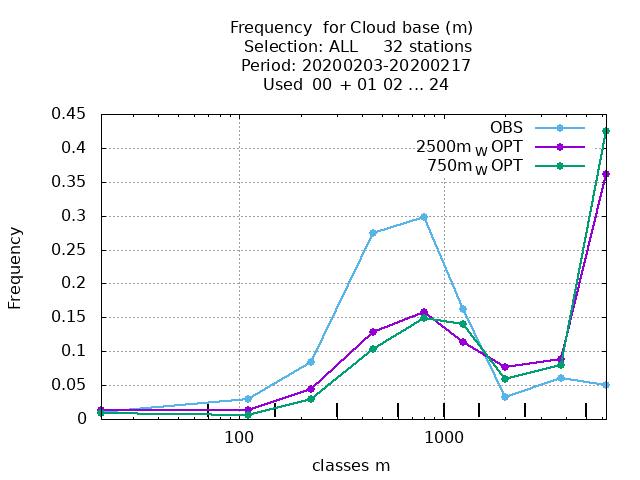 Frequency  for Cloud base (m)
Selection: ALL     32 stations
Period: 20200203-20200217
Used  00  + 01 02 ... 24
OBS
2500m_W OPT
750m_W OPT
0.45
0.4
0.35
0.3
0.25
0.2
0.15
0.1
0.05
0
Frequency
100
1000
classes m